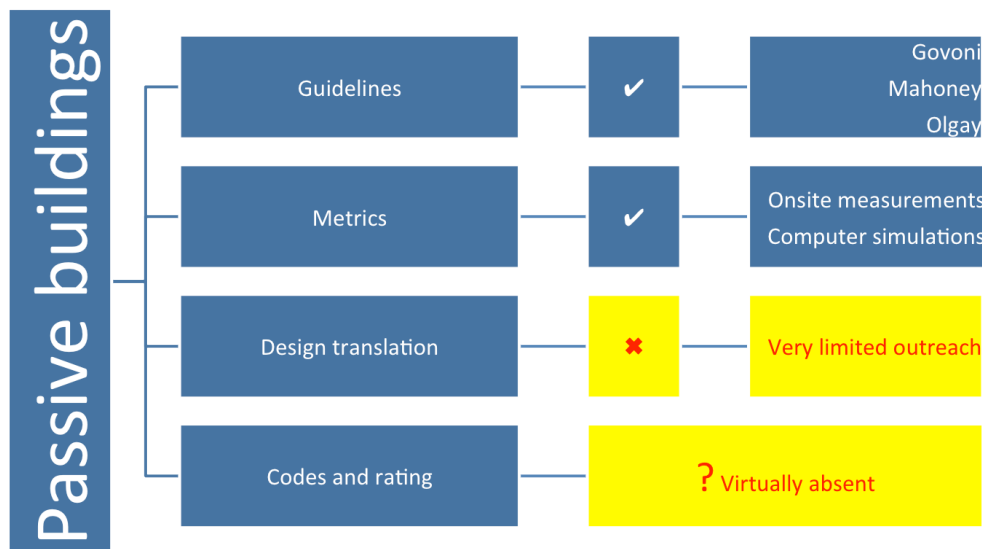 Passive buildings
Guidelines
✔
Govoni
Mahoney
Olgay
Metrics
✔
Onsite measurements
Computer simulations
Design translation
✖
Very limited outreach
Codes and rating
? Virtually absent